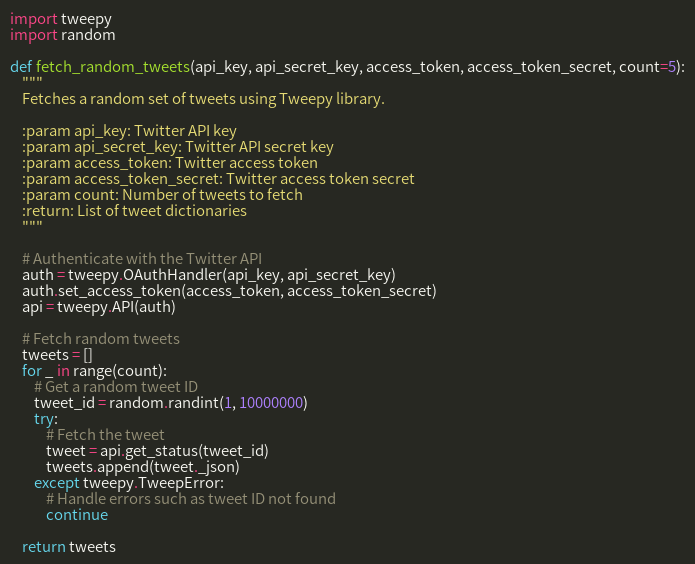 import tweepy
import random

def fetch_random_tweets(api_key, api_secret_key, access_token, access_token_secret, count=5):
    """
    Fetches a random set of tweets using Tweepy library.

    :param api_key: Twitter API key
    :param api_secret_key: Twitter API secret key
    :param access_token: Twitter access token
    :param access_token_secret: Twitter access token secret
    :param count: Number of tweets to fetch
    :return: List of tweet dictionaries
    """

    # Authenticate with the Twitter API
    auth = tweepy.OAuthHandler(api_key, api_secret_key)
    auth.set_access_token(access_token, access_token_secret)
    api = tweepy.API(auth)

    # Fetch random tweets
    tweets = []
    for _ in range(count):
        # Get a random tweet ID
        tweet_id = random.randint(1, 10000000)
        try:
            # Fetch the tweet
            tweet = api.get_status(tweet_id)
            tweets.append(tweet._json)
        except tweepy.TweepError:
            # Handle errors such as tweet ID not found
            continue

    return tweets